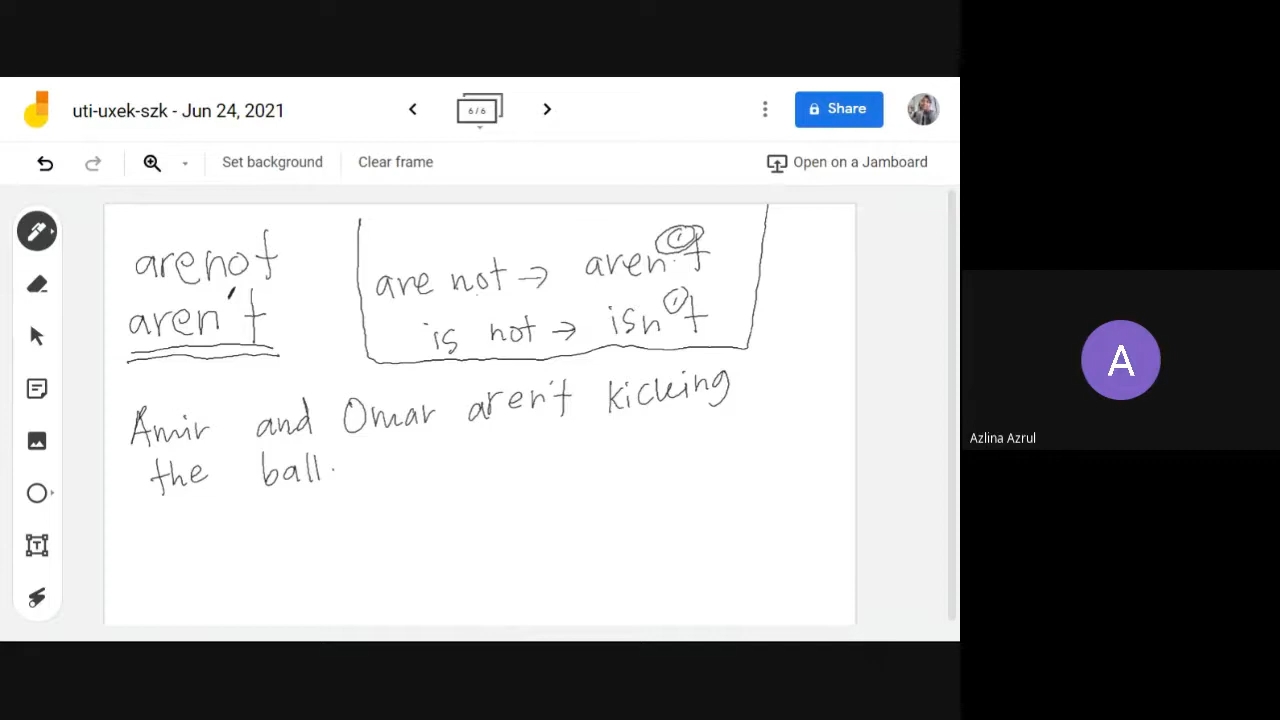 uti-uxek-szk - Jun 24, 2021
6/6
Share
Set background
Clear frame
Open on a Jamboard
arenot
aren't
are not → aren't
is not → isn't
Amir and Omar aren't kicking
the ball.
T
A
Azlina Azrul